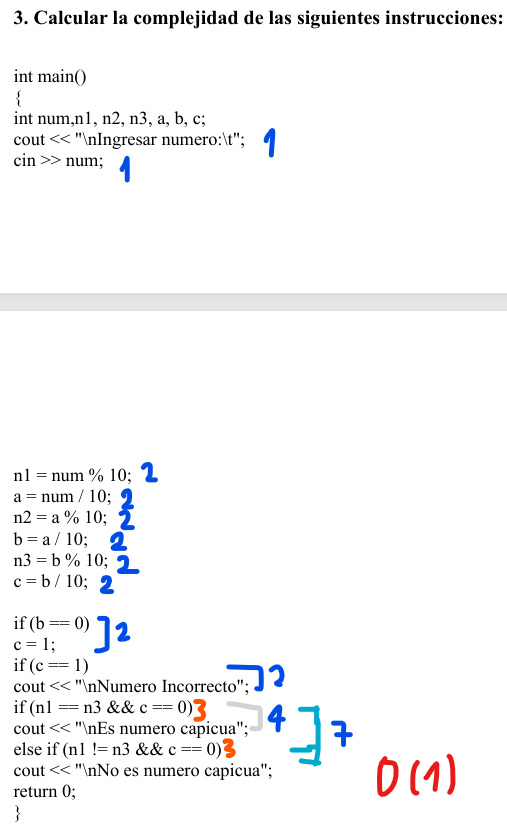 3. Calcular la complejidad de las siguientes instrucciones:
int main()
{
int num,n1, n2, n3, a, b, c;
cout << "\nIngresar numero:\t"; 1
cin >> num; 1
n1 = num % 10; 2
a = num / 10; 2
n2 = a % 10; 2
b = a / 10; 2
n3 = b % 10; 2
c = b / 10; 2
if (b == 0)
c = 1; ]2
if (c == 1)
cout << "\nNumero Incorrecto"; ]2
if (n1 == n3 && c == 0) 3
cout << "\nEs numero capicua"; ]4 ]7
else if (n1 != n3 && c == 0) 3
cout << "\nNo es numero capicua"; O(1)
return 0;
}